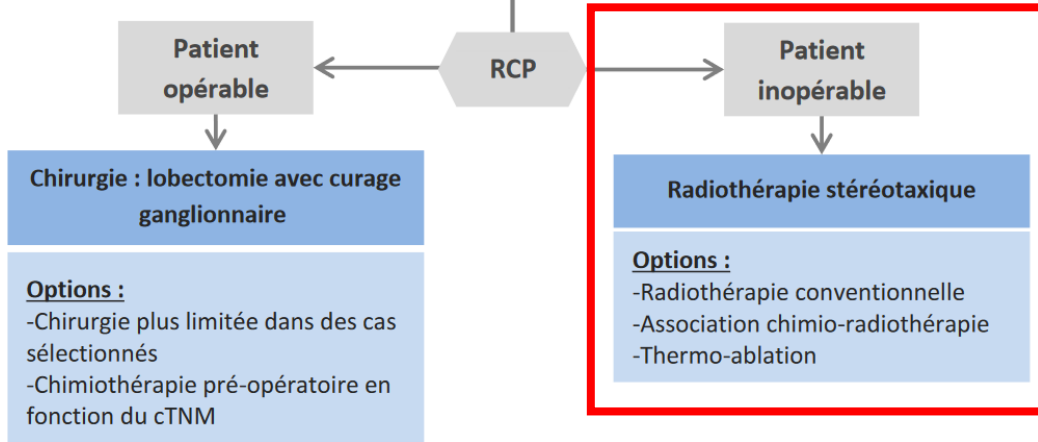 Patient
opérable
RCP
Patient
inopérable
Chirurgie : lobectomie avec curage
ganglionnaire
Options :
-Chirurgie plus limitée dans des cas
sélectionnés
-Chimiothérapie pré-opératoire en
fonction du cTNM
Radiothérapie stéréotaxique
Options :
-Radiothérapie conventionnelle
-Association chimio-radiothérapie
-Thermo-ablation